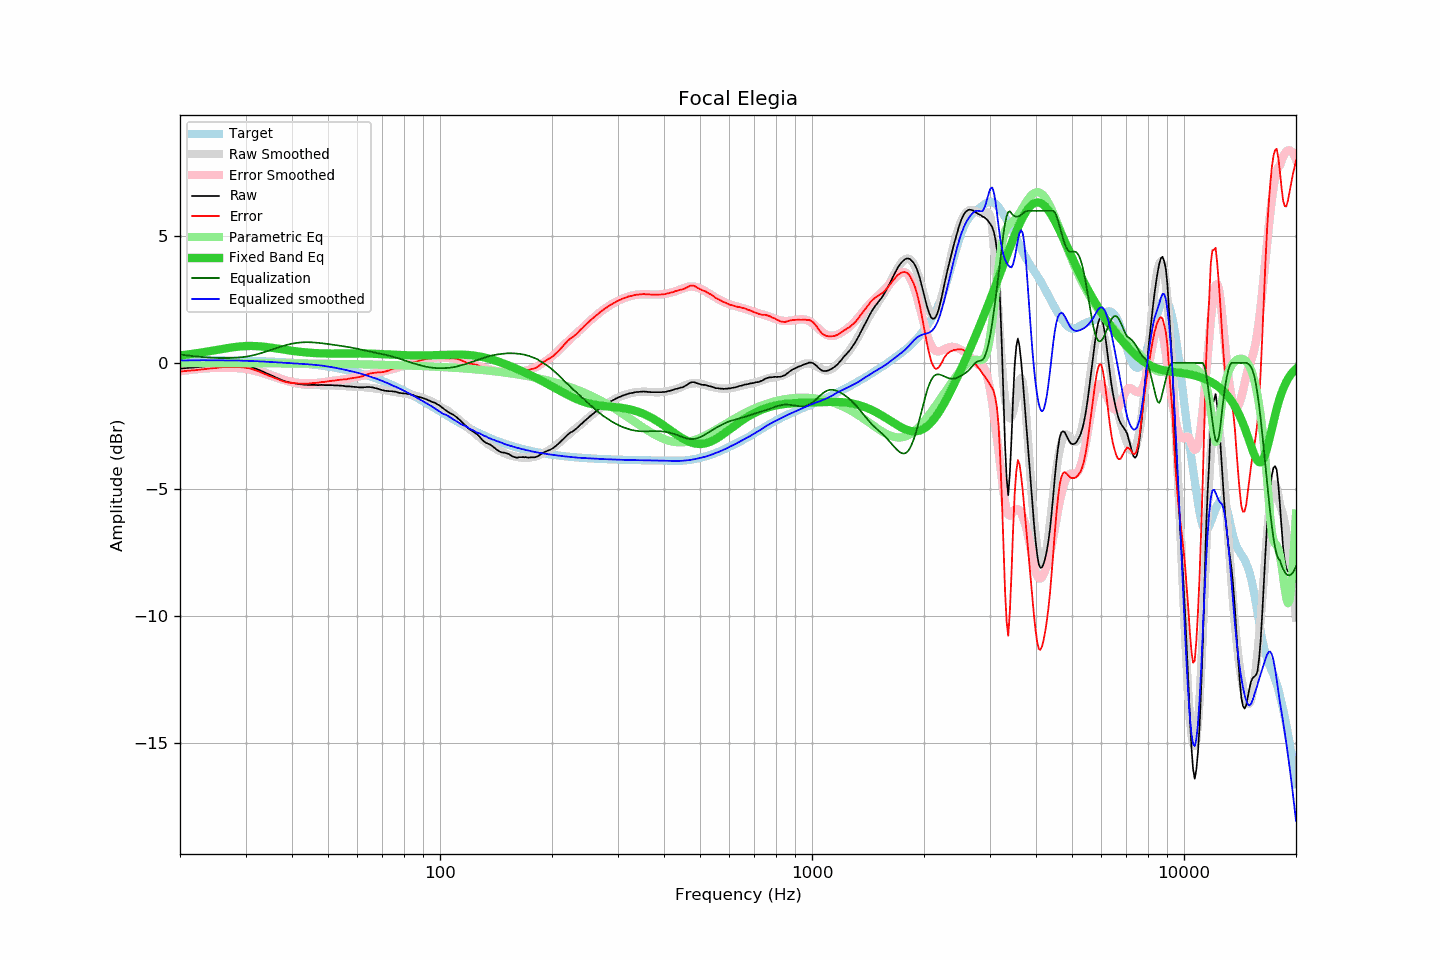 Focal Elegia
Target
Raw Smoothed
Error Smoothed
Raw
Error
Parametric Eq
Fixed Band Eq
Equalization
Equalized smoothed
5
0
−5
−10
−15
Amplitude (dBr)
100
1000
10000
Frequency (Hz)